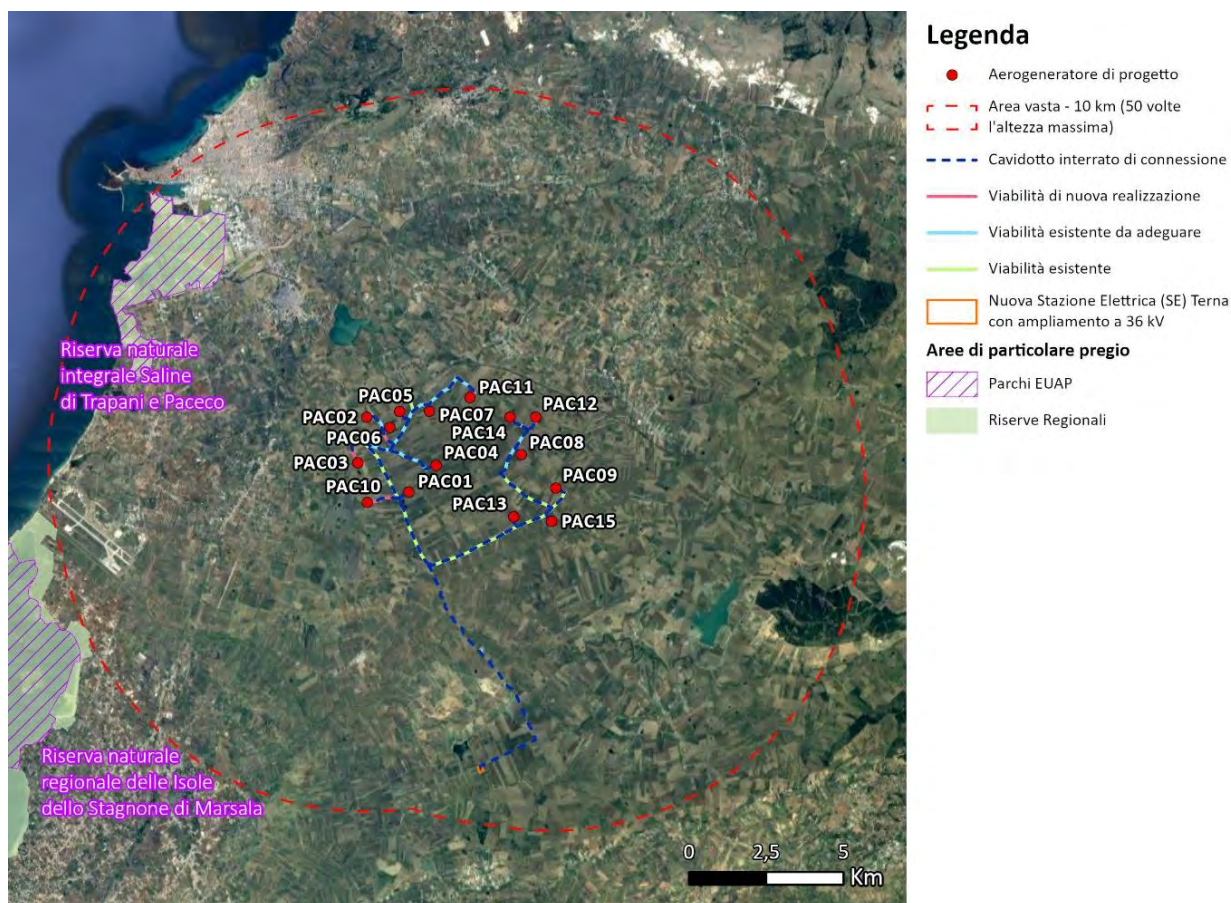 Legenda
Aerogeneratore di progetto
Area vasta - 10 km (50 volte
l'altezza massima)
Cavidotto interrato di connessione
Viabilità di nuova realizzazione
Viabilità esistente da adeguare
Viabilità esistente
Nuova Stazione Elettrica (SE) Terna
con ampliamento a 36 kV
Aree di particolare pregio
Parchi EUAP
Riserve Regionali
Riserva naturale
integrale Saline
di Trapani e Paceco
PAC11
PAC05
PAC02
PAC07
PAC12
PAC06
PAC14
PAC08
PAC03
PAC04
PAC01
PAC09
PAC10
PAC13
PAC15
Riserva naturale
regionale delle Isole
dello Stagnone di Marsala
0 2,5 5
Km